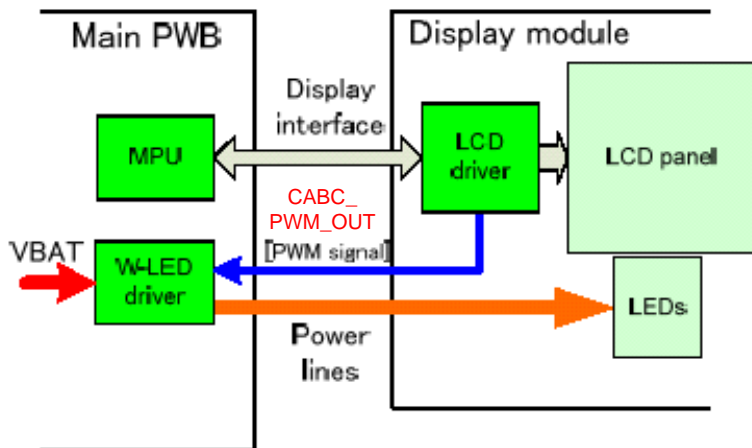 Main PWB
Display module
Display
interface
MPU
LCD
driver
LCD panel
CABC_
PWM_OUT
[PWM signal]
VBAT
W-LED
driver
LEDs
Power
lines